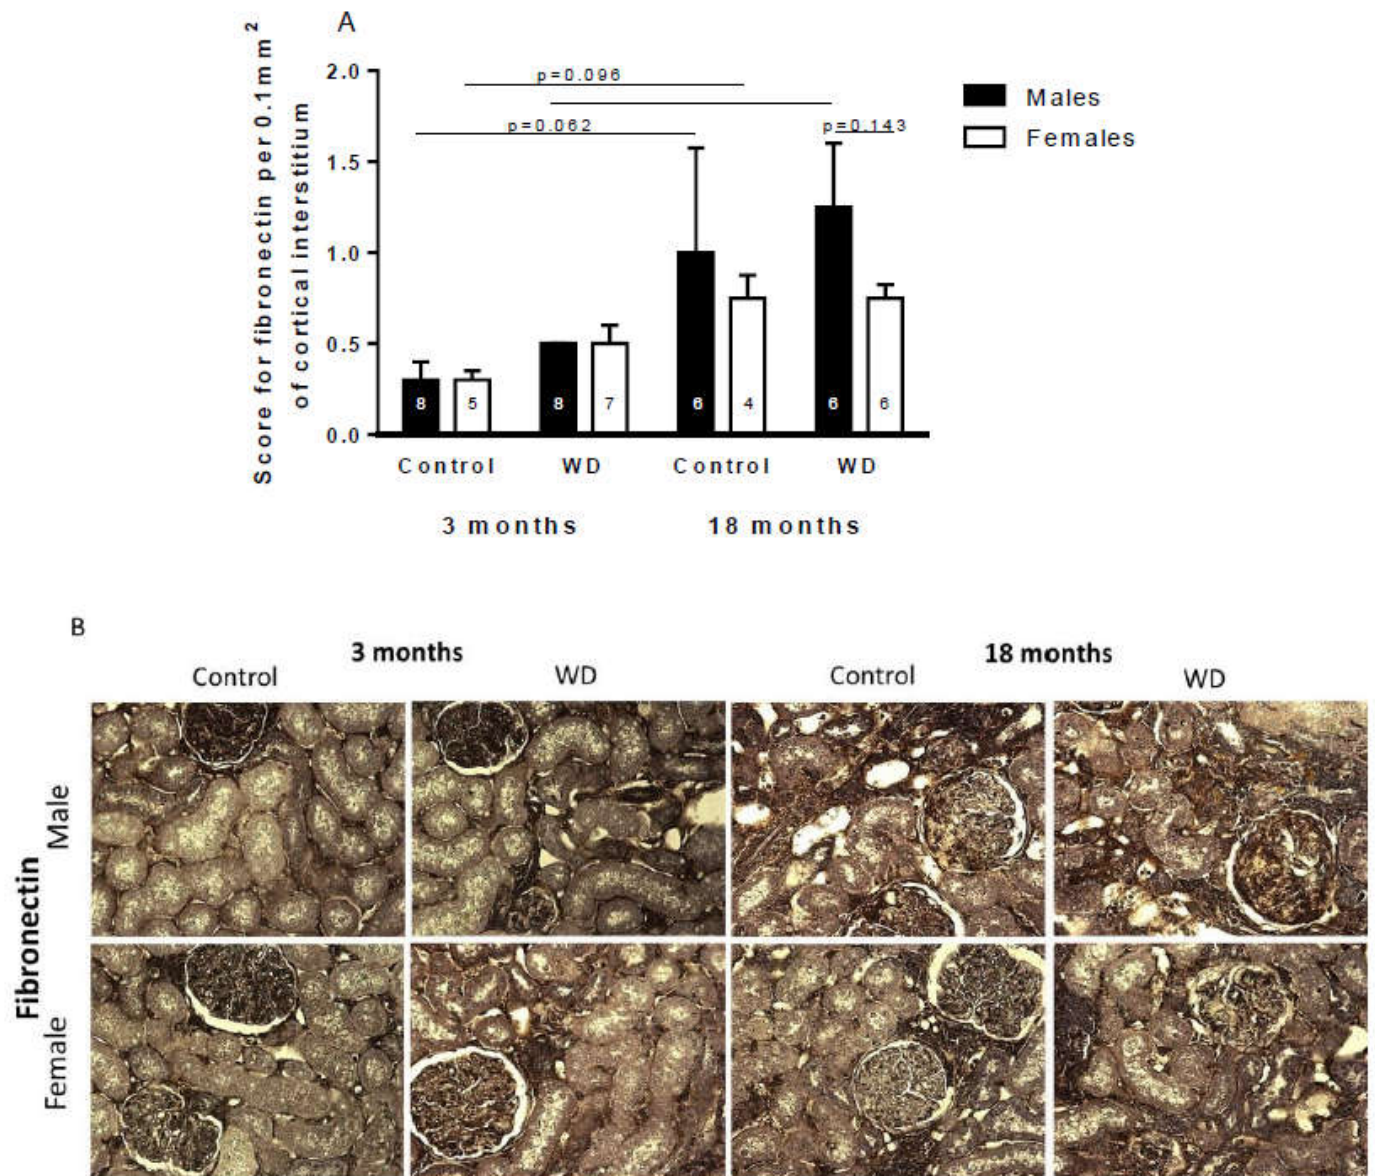 A
Score for fibronectin per 0.1mm²
of cortical interstitium
2.0
1.5
1.0
0.5
0.0
p=0.096
p=0.062
p=0.143
Males
Females
8 5 8 7 6 4 6 6
Control WD Control WD
3 months 18 months
B
3 months 18 months
Control WD Control WD
Fibronectin
Male
Female